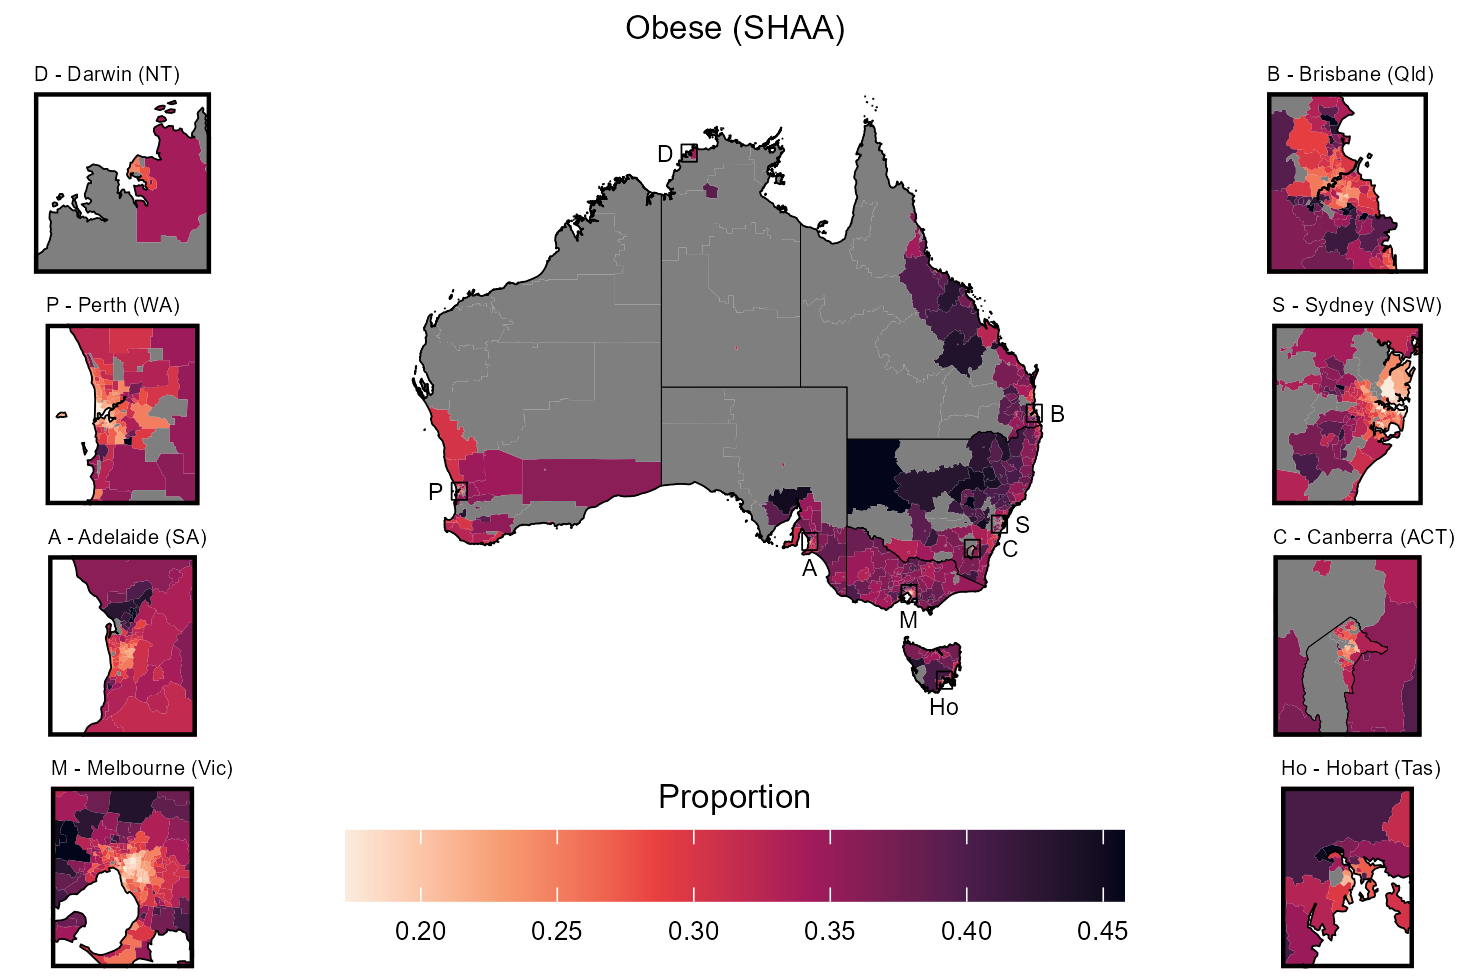 Obese (SHAA)
D - Darwin (NT)
B - Brisbane (Qld)
P - Perth (WA)
S - Sydney (NSW)
A - Adelaide (SA)
C - Canberra (ACT)
M - Melbourne (Vic)
Ho - Hobart (Tas)
D
B
P
S
C
A
M
Ho
Proportion
0.20 0.25 0.30 0.35 0.40 0.45